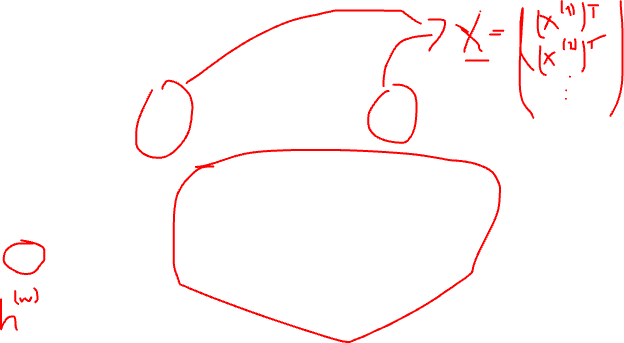 X = ( (x^(1))^T
(x^(2))^T
⋮ )
h^(w)